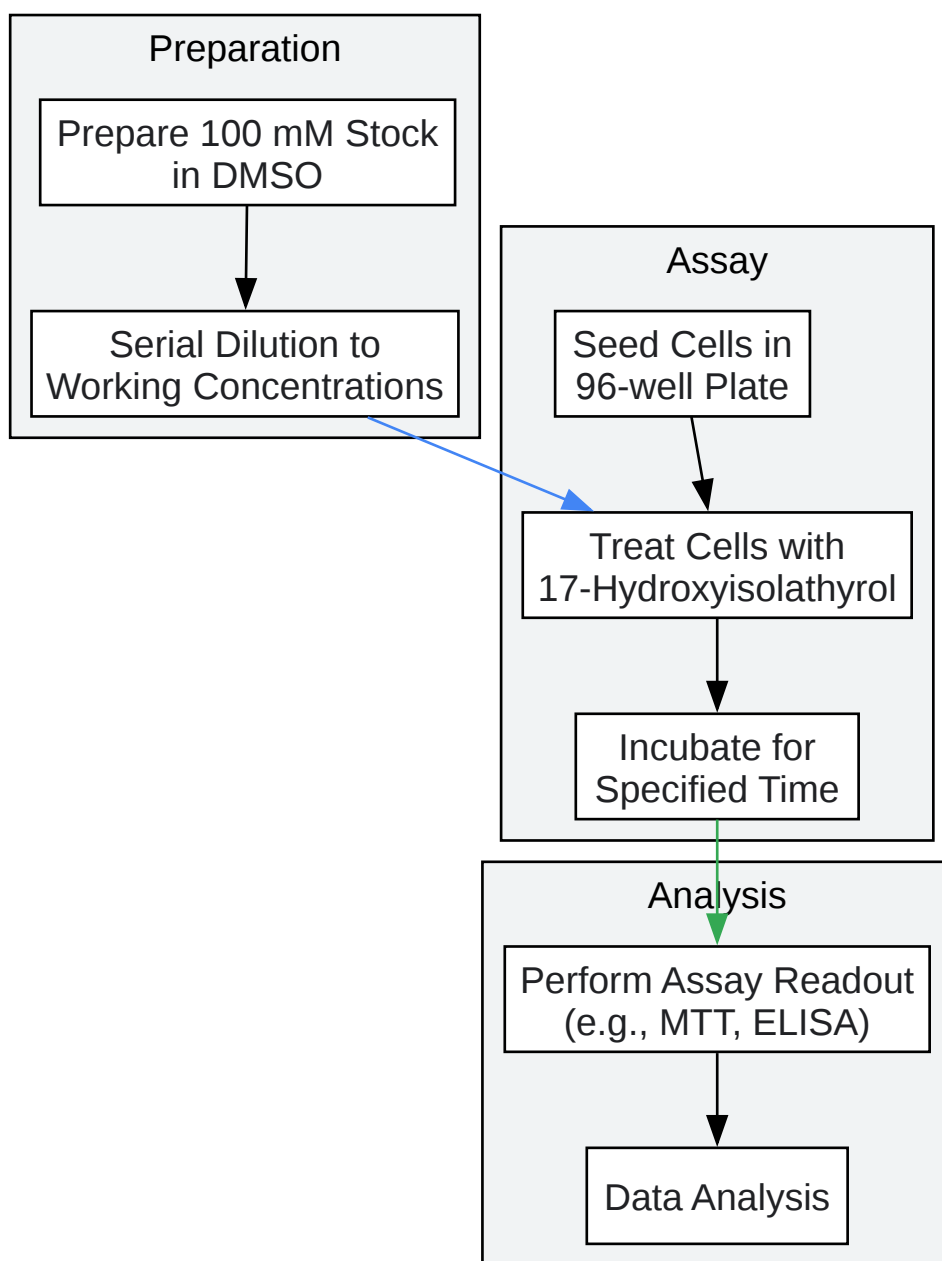 Preparation
Prepare 100 mM Stock
in DMSO
Serial Dilution to
Working Concentrations
Assay
Seed Cells in
96-well Plate
Treat Cells with
17-Hydroxyisolathyrol
Incubate for
Specified Time
Analysis
Perform Assay Readout
(e.g., MTT, ELISA)
Data Analysis